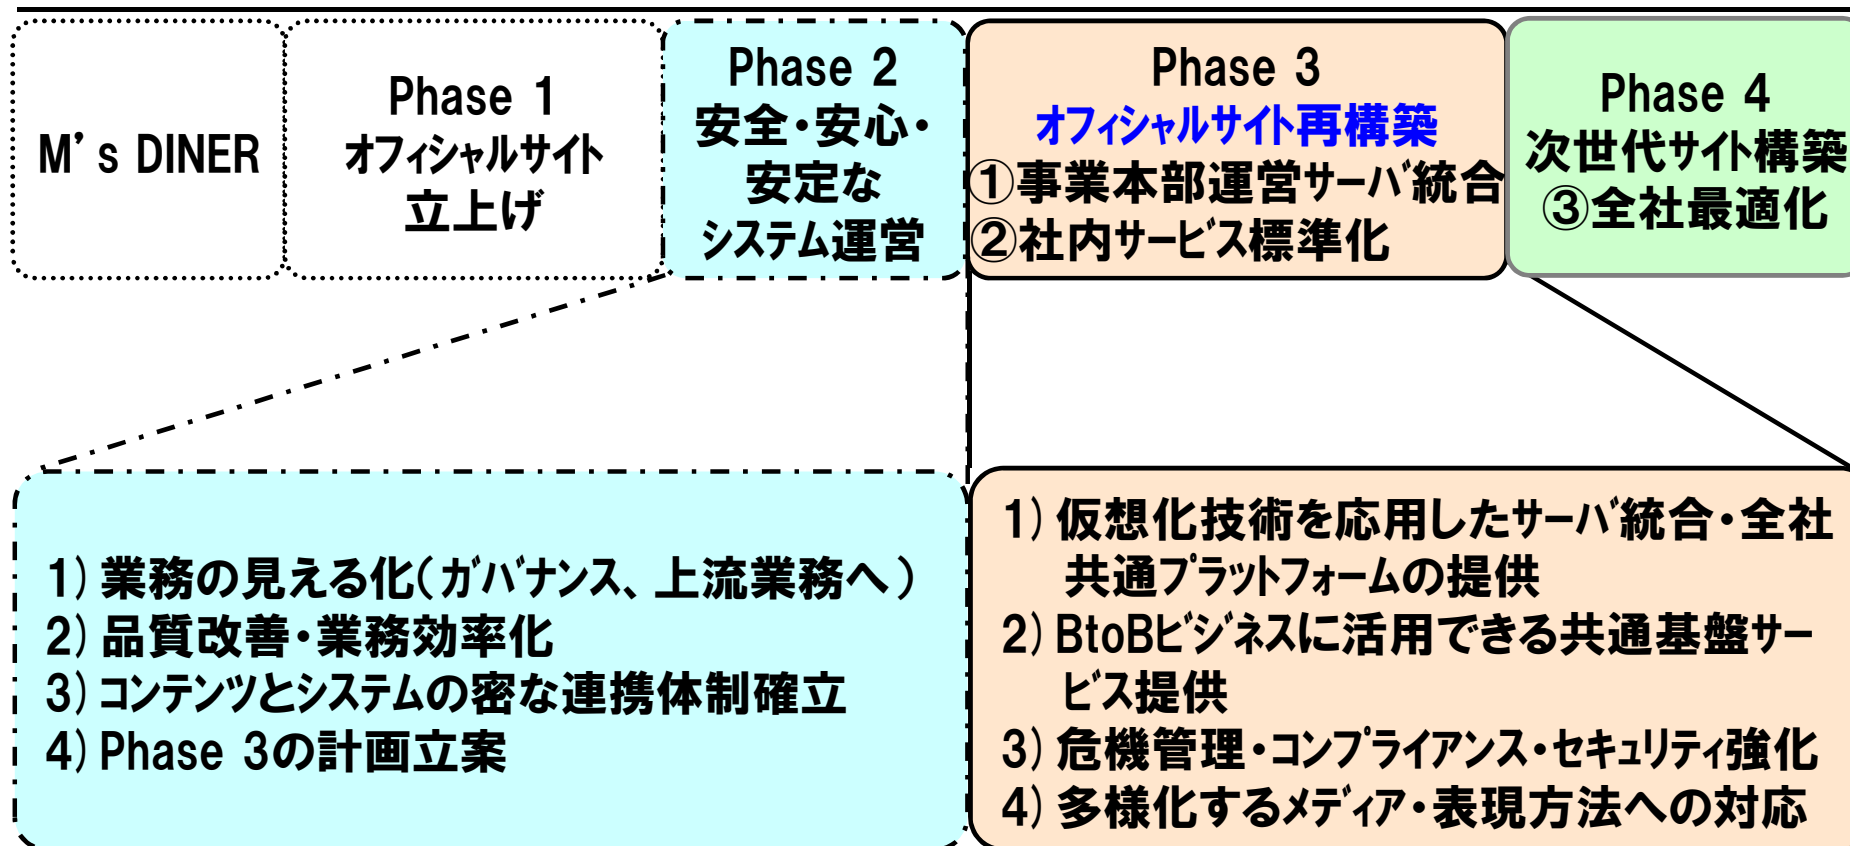 M’s DINER
Phase 1
オフィシャルサイト
立上げ
Phase 2
安全・安心・
安定な
システム運営
Phase 3
オフィシャルサイト再構築
①事業本部運営サーバ統合
②社内サービス標準化
Phase 4
次世代サイト構築
③全社最適化
1）業務の見える化（ガバナンス、上流業務へ）
2）品質改善・業務効率化
3）コンテンツとシステムの密な連携体制確立
4）Phase 3の計画立案
1）仮想化技術を応用したサーバ統合・全社
共通プラットフォームの提供
2）BtoBビジネスに活用できる共通基盤サー
ビス提供
3）危機管理・コンプライアンス・セキュリティ強化
4）多様化するメディア・表現方法への対応